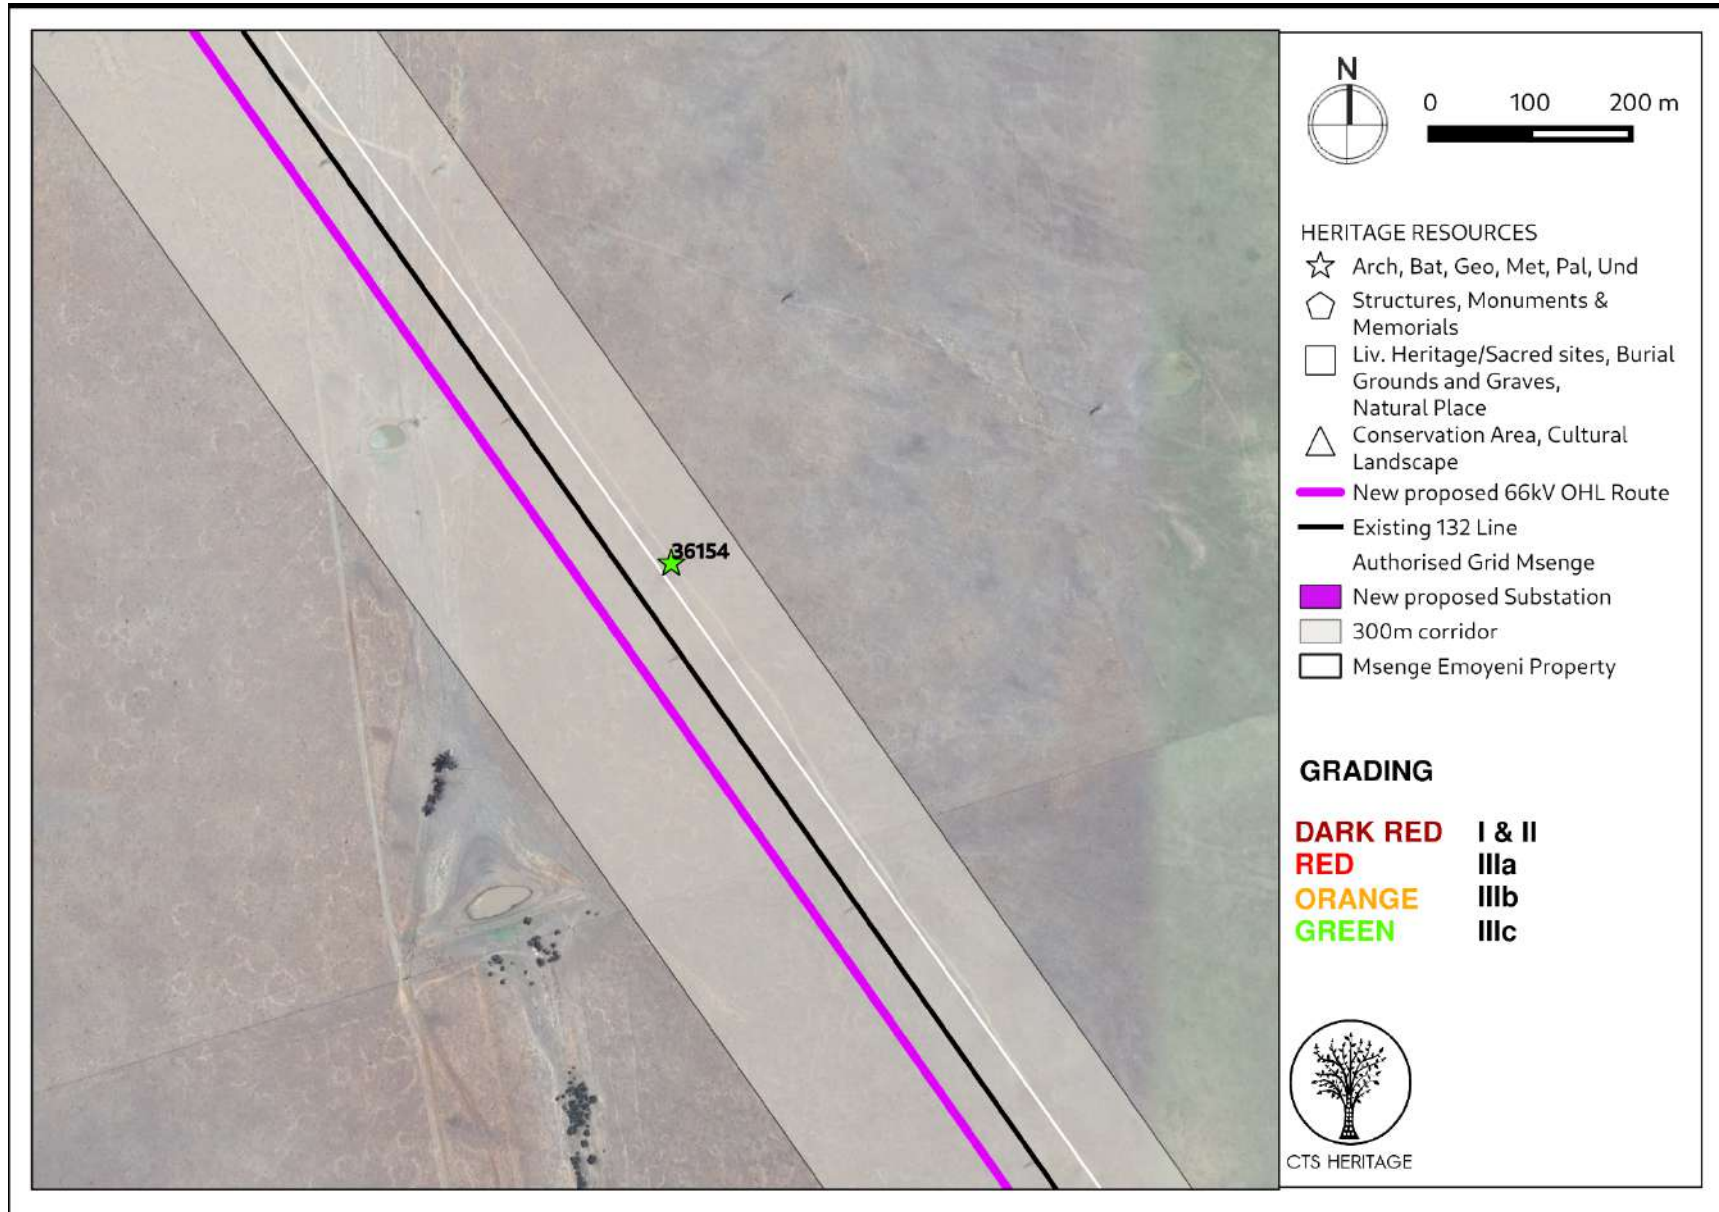 36154
N
0 100 200 m
HERITAGE RESOURCES
Arch, Bat, Geo, Met, Pal, Und
Structures, Monuments &
Memorials
Liv. Heritage/Sacred sites, Burial
Grounds and Graves,
Natural Place
Conservation Area, Cultural
Landscape
New proposed 66kV OHL Route
Existing 132 Line
Authorised Grid Msenge
New proposed Substation
300m corridor
Msenge Emoyeni Property
GRADING
DARK RED I & II
RED IIIa
ORANGE IIIb
GREEN IIIc
CTS HERITAGE